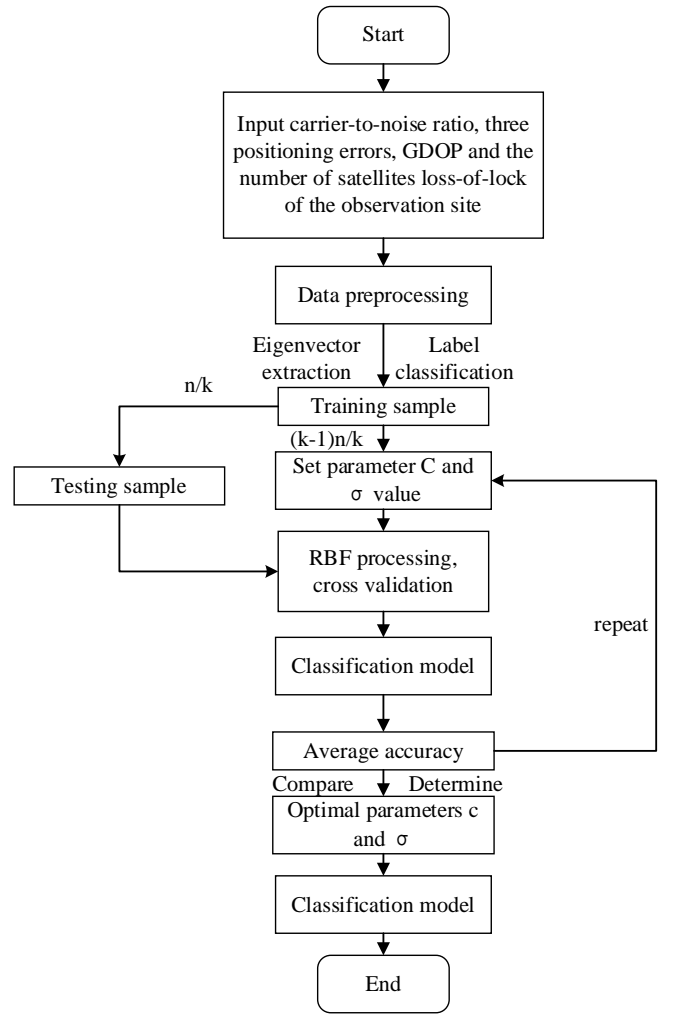 Start
Input carrier-to-noise ratio, three
positioning errors, GDOP and the
number of satellites loss-of-lock
of the observation site
Data preprocessing
Eigenvector
extraction
Label
classification
n/k
Training sample
(k-1)n/k
Testing sample
Set parameter C and
σ value
RBF processing,
cross validation
repeat
Classification model
Average accuracy
Compare
Determine
Optimal parameters c
and σ
Classification model
End